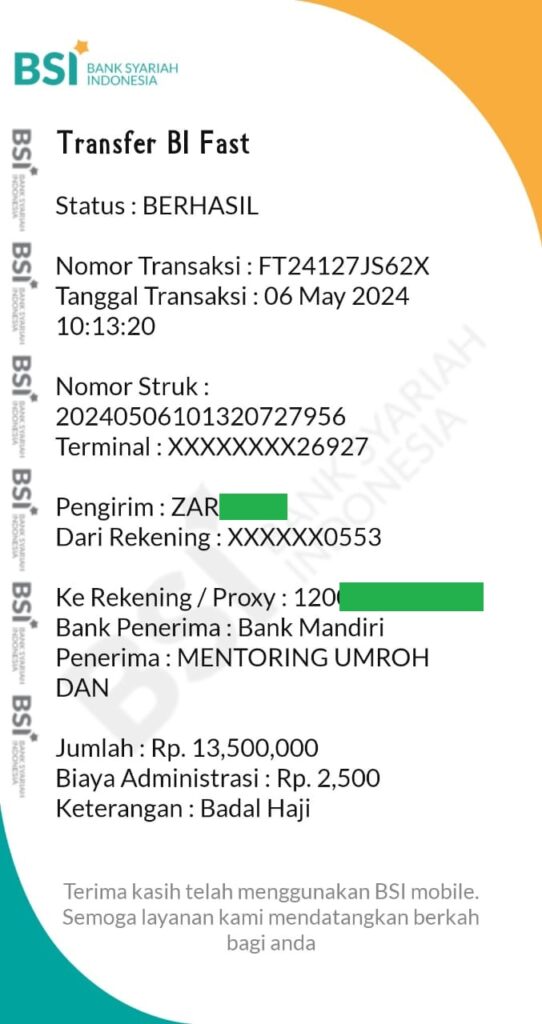 BSI BANK SYARIAH
INDONESIA
Transfer BI Fast
Status : BERHASIL
Nomor Transaksi : FT24127JS62X
Tanggal Transaksi : 06 May 2024
10:13:20
Nomor Struk :
20240506101320727956
Terminal : XXXXXXXX26927
Pengirim : ZAR
Dari Rekening : XXXXXX0553
Ke Rekening / Proxy : 120
Bank Penerima : Bank Mandiri
Penerima : MENTORING UMROH
DAN
Jumlah : Rp. 13,500,000
Biaya Administrasi : Rp. 2,500
Keterangan : Badal Haji
Terima kasih telah menggunakan BSI mobile.
Semoga layanan kami mendatangkan berkah
bagi anda
BSI BANK SYARIAH
INDONESIA
BSI BANK SYARIAH
INDONESIA
BSI BANK SYARIAH
INDONESIA
BSI BANK SYARIAH
INDONESIA
BSI BANK SYARIAH
INDONESIA
BSI BANK SYARIAH
INDONESIA
BSI BANK SYARIAH
INDONESIA